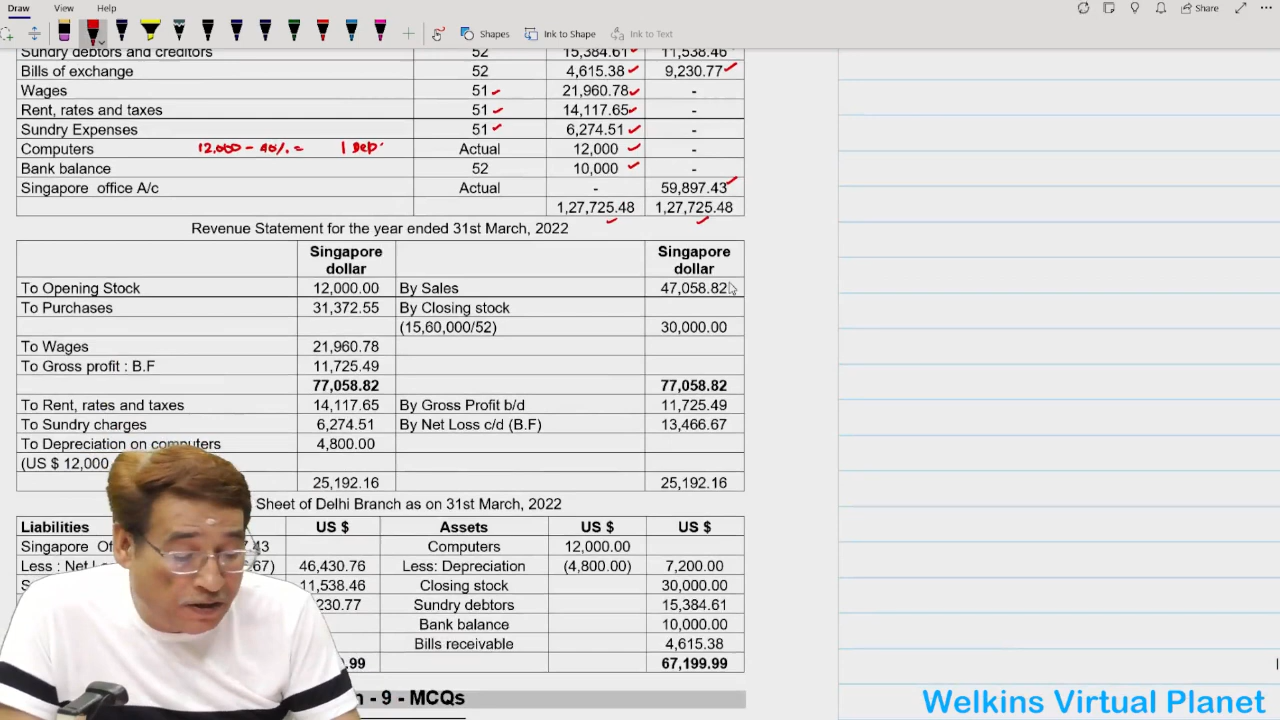 Draw View Help
Share
Shapes Ink to Shape Ink to Text
Sundry debtors and creditors 52 15,384.61 11,538.46
Bills of exchange 52 4,615.38 9,230.77
Wages 51 21,960.78 -
Rent, rates and taxes 51 14,117.65 -
Sundry Expenses 51 6,274.51 -
Computers 12,000 - 40% = 1 Dep. Actual 12,000 -
Bank balance 52 10,000 -
Singapore office A/c Actual - 59,897.43
1,27,725.48 1,27,725.48
Revenue Statement for the year ended 31st March, 2022
Singapore dollar Singapore dollar
To Opening Stock 12,000.00 By Sales 47,058.82
To Purchases 31,372.55 By Closing stock
(15,60,000/52) 30,000.00
To Wages 21,960.78
To Gross profit : B.F 11,725.49
77,058.82 77,058.82
To Rent, rates and taxes 14,117.65 By Gross Profit b/d 11,725.49
To Sundry charges 6,274.51 By Net Loss c/d (B.F) 13,466.67
To Depreciation on computers 4,800.00
(US $ 12,000
25,192.16 25,192.16
Sheet of Delhi Branch as on 31st March, 2022
Liabilities US $ Assets US $ US $
Singapore 43 Computers 12,000.00
Less : Net 67) 46,430.76 Less: Depreciation (4,800.00) 7,200.00
11,538.46 Closing stock 30,000.00
230.77 Sundry debtors 15,384.61
Bank balance 10,000.00
Bills receivable 4,615.38
.99 67,199.99
- 9 - MCQs
Welkins Virtual Planet